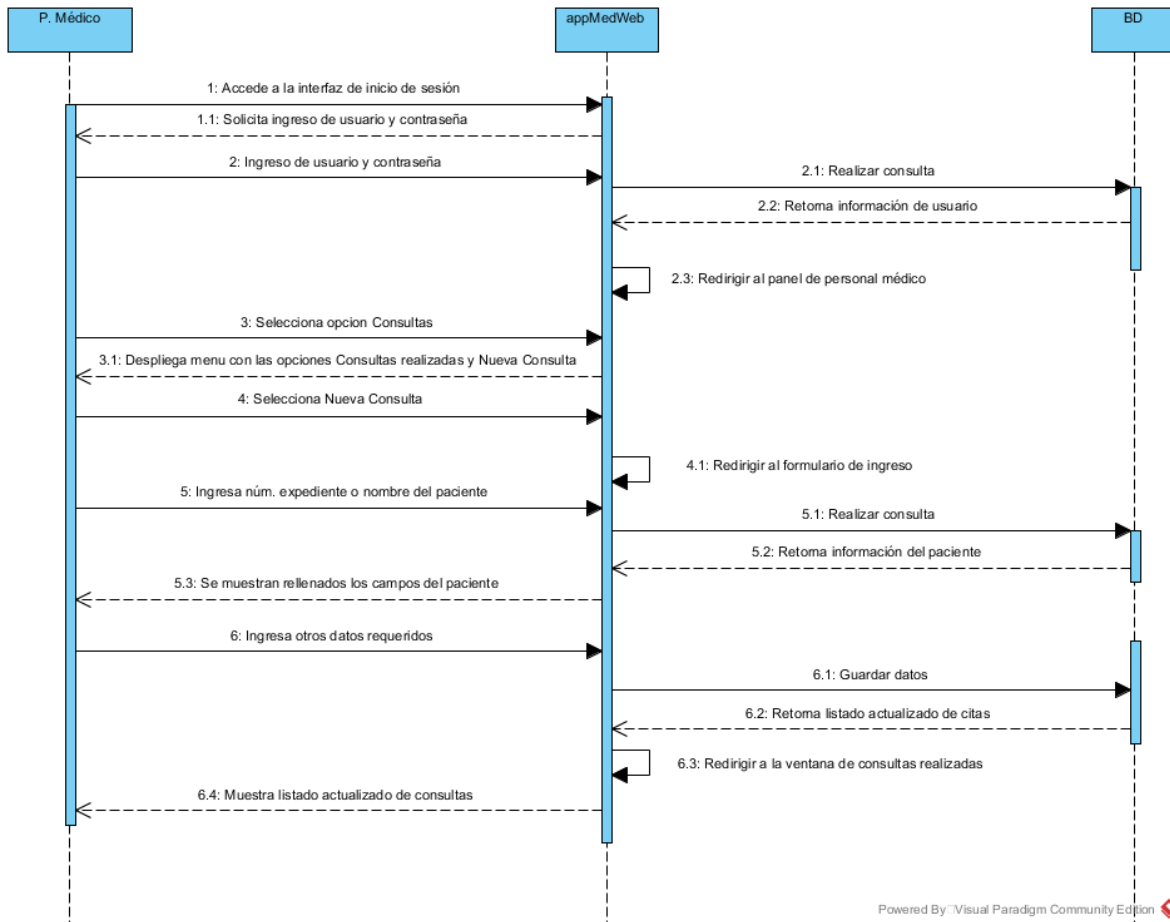 P. Médico
appMedWeb
BD
1: Accede a la interfaz de inicio de sesión
1.1: Solicita ingreso de usuario y contraseña
2: Ingreso de usuario y contraseña
2.1: Realizar consulta
2.2: Retorna información de usuario
2.3: Redirigir al panel de personal médico
3: Selecciona opcion Consultas
3.1: Despliega menu con las opciones Consultas realizadas y Nueva Consulta
4: Selecciona Nueva Consulta
4.1: Redirigir al formulario de ingreso
5: Ingresa núm. expediente o nombre del paciente
5.1: Realizar consulta
5.2: Retorna información del paciente
5.3: Se muestran rellenados los campos del paciente
6: Ingresa otros datos requeridos
6.1: Guardar datos
6.2: Retorna listado actualizado de citas
6.3: Redirigir a la ventana de consultas realizadas
6.4: Muestra listado actualizado de consultas
Powered By Visual Paradigm Community Edition